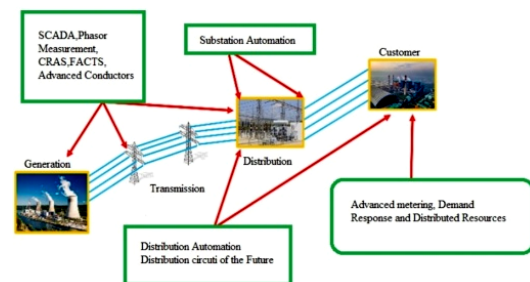 SCADA,Phasor
Measurement,
CRAS,FACTS,
Advanced Conductors
Substation Automation
Customer
Generation
Transmission
Distribution
Advanced metering, Demand
Response and Distributed Resources
Distribution Automation
Distribution circuti of the Future